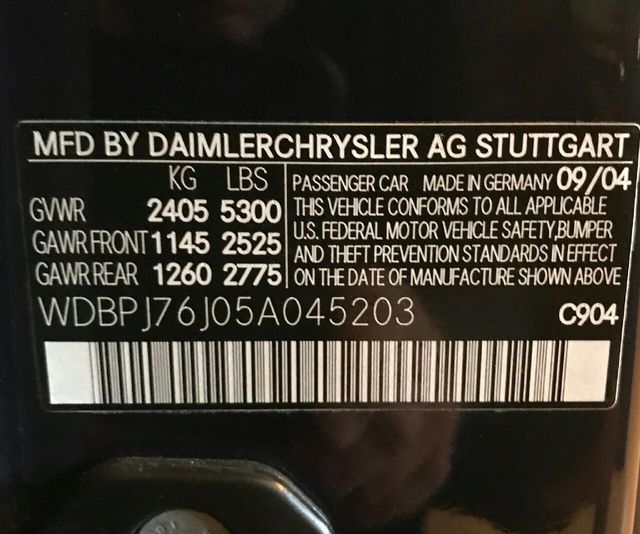 MFD BY DAIMLERCHRYSLER AG STUTTGART
KG LBS
GVWR 2405 5300
GAWR FRONT 1145 2525
GAWR REAR 1260 2775
PASSENGER CAR MADE IN GERMANY 09/04
THIS VEHICLE CONFORMS TO ALL APPLICABLE
U.S. FEDERAL MOTOR VEHICLE SAFETY,BUMPER
AND THEFT PREVENTION STANDARDS IN EFFECT
ON THE DATE OF MANUFACTURE SHOWN ABOVE
WDBPJ76J05A045203
C904